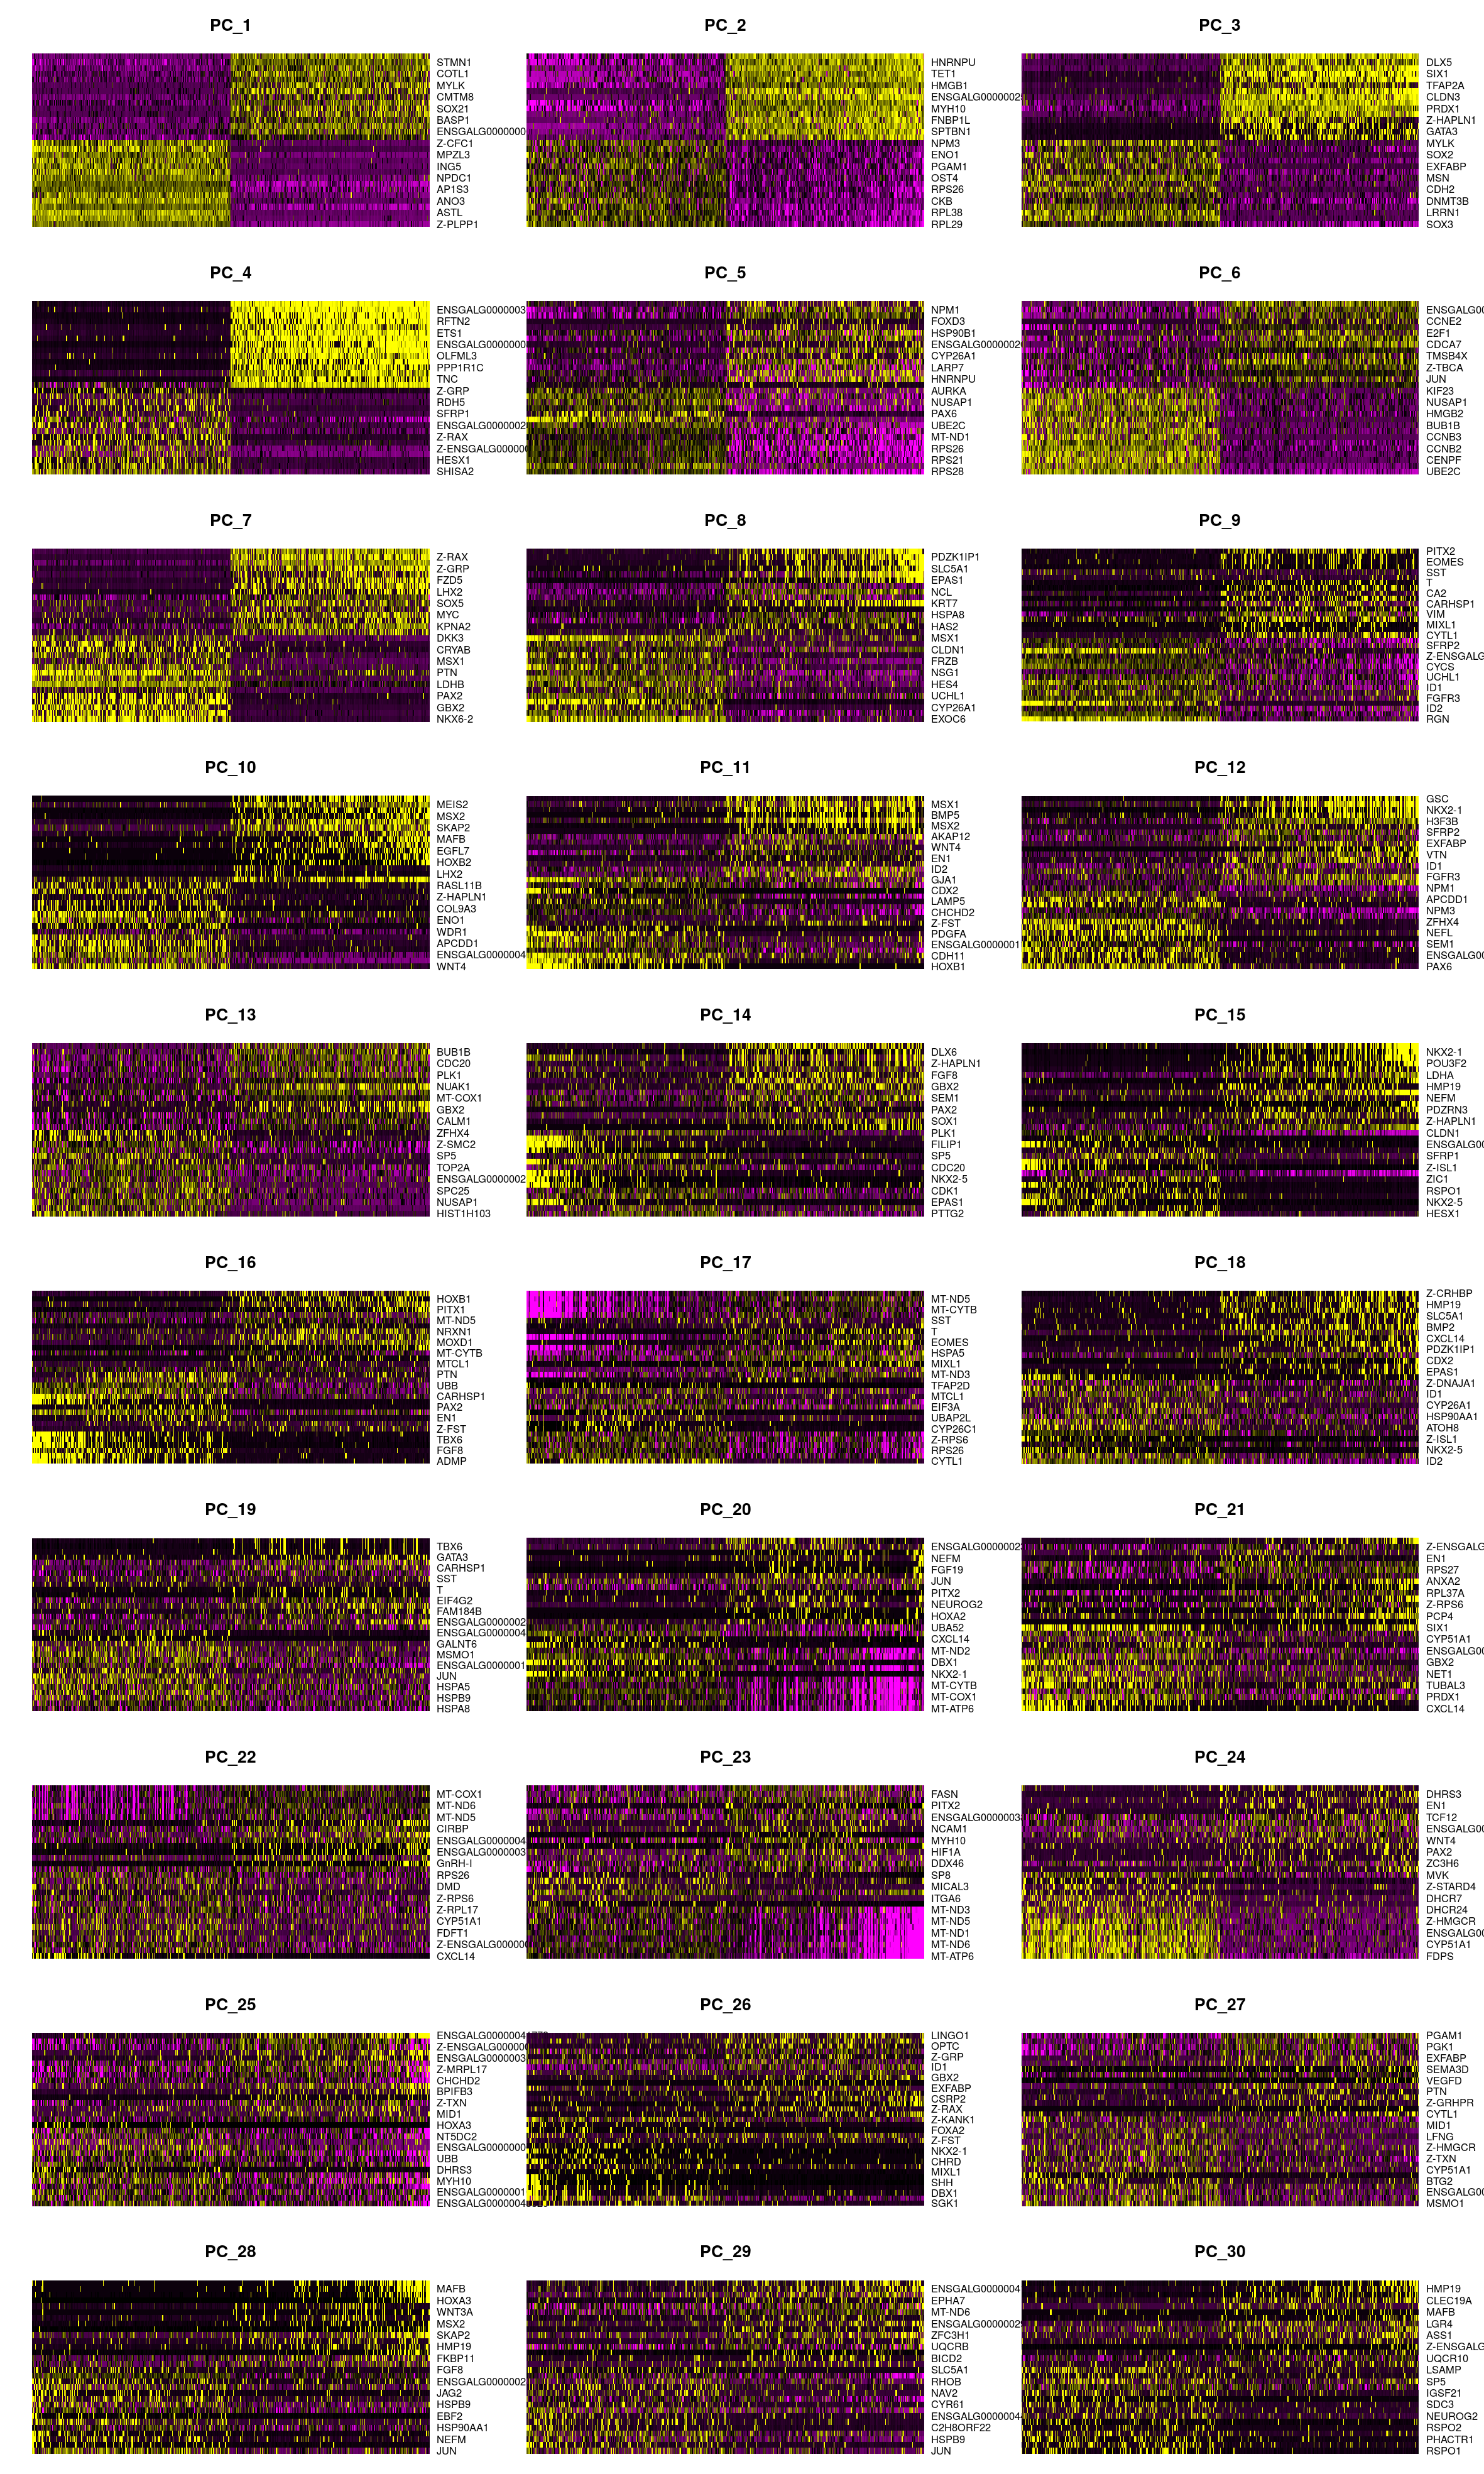 PC_1
STMN1
COTL1
MYLK
CMTM8
SOX21
BASP1
ENSGALG0000000
Z-CFC1
MPZL3
ING5
NPDC1
AP1S3
ANO3
ASTL
Z-PLPP1
PC_2
HNRNPU
TET1
HMGB1
ENSGALG0000002
MYH10
FNBP1L
SPTBN1
NPM3
ENO1
PGAM1
OST4
RPS26
CKB
RPL38
RPL29
PC_3
DLX5
SIX1
TFAP2A
CLDN3
PRDX1
Z-HAPLN1
GATA3
MYLK
SOX2
EXFABP
MSN
CDH2
DNMT3B
LRRN1
SOX3
PC_4
ENSGALG0000003
RFTN2
ETS1
ENSGALG0000000
OLFML3
PPP1R1C
TNC
Z-GRP
RDH5
SFRP1
ENSGALG0000002
Z-RAX
Z-ENSGALG00000
HESX1
SHISA2
PC_5
NPM1
FOXD3
HSP90B1
ENSGALG0000002
CYP26A1
LARP7
HNRNPU
AURKA
NUSAP1
PAX6
UBE2C
MT-ND1
RPS26
RPS21
RPS28
PC_6
ENSGALG00
CCNE2
E2F1
CDCA7
TMSB4X
Z-TBCA
JUN
KIF23
NUSAP1
HMGB2
BUB1B
CCNB3
CCNB2
CENPF
UBE2C
PC_7
Z-RAX
Z-GRP
FZD5
LHX2
SOX5
MYC
KPNA2
DKK3
CRYAB
MSX1
PTN
LDHB
PAX2
GBX2
NKX6-2
PC_8
PDZK1IP1
SLC5A1
EPAS1
NCL
KRT7
HSPA8
HAS2
MSX1
CLDN1
FRZB
NSG1
HES4
UCHL1
CYP26A1
EXOC6
PC_9
PITX2
EOMES
SST
T
CA2
CARHSP1
VIM
MIXL1
CYTL1
SFRP2
Z-ENSGALG
CYCS
UCHL1
ID1
FGFR3
ID2
RGN
PC_10
MEIS2
MSX2
SKAP2
MAFB
EGFL7
HOXB2
LHX2
RASL11B
Z-HAPLN1
COL9A3
ENO1
WDR1
APCDD1
ENSGALG0000004
WNT4
PC_11
MSX1
BMP5
MSX2
AKAP12
WNT4
EN1
ID2
GJA1
CDX2
LAMP5
CHCHD2
Z-FST
PDGFA
ENSGALG0000001
CDH11
HOXB1
PC_12
GSC
NKX2-1
H3F3B
SFRP2
EXFABP
VTN
ID1
FGFR3
NPM1
APCDD1
NPM3
ZFHX4
NEFL
SEM1
ENSGALG00
PAX6
PC_13
BUB1B
CDC20
PLK1
NUAK1
MT-COX1
GBX2
CALM1
ZFHX4
Z-SMC2
SP5
TOP2A
ENSGALG0000002
SPC25
NUSAP1
HIST1H103
PC_14
DLX6
Z-HAPLN1
FGF8
GBX2
SEM1
PAX2
SOX1
PLK1
FILIP1
SP5
CDC20
NKX2-5
CDK1
EPAS1
PTTG2
PC_15
NKX2-1
POU3F2
LDHA
HMP19
NEFM
PDZRN3
Z-HAPLN1
CLDN1
ENSGALG00
SFRP1
Z-ISL1
ZIC1
RSPO1
NKX2-5
HESX1
PC_16
HOXB1
PITX1
MT-ND5
NRXN1
MOXD1
MT-CYTB
MTCL1
PTN
UBB
CARHSP1
PAX2
EN1
Z-FST
TBX6
FGF8
ADMP
PC_17
MT-ND5
MT-CYTB
SST
T
EOMES
HSPA5
MIXL1
MT-ND3
TFAP2D
MTCL1
EIF3A
UBAP2L
CYP26C1
Z-RPS6
RPS26
CYTL1
PC_18
Z-CRHBP
HMP19
SLC5A1
BMP2
CXCL14
PDZK1IP1
CDX2
EPAS1
Z-DNAJA1
ID1
CYP26A1
HSP90AA1
ATOH8
Z-ISL1
NKX2-5
ID2
PC_19
TBX6
GATA3
CARHSP1
SST
T
EIF4G2
FAM184B
ENSGALG0000002
ENSGALG0000004
GALNT6
MSMO1
ENSGALG0000001
JUN
HSPA5
HSPB9
HSPA8
PC_20
ENSGALG0000002
NEFM
FGF19
JUN
PITX2
NEUROG2
HOXA2
UBA52
CXCL14
MT-ND2
DBX1
NKX2-1
MT-CYTB
MT-COX1
MT-ATP6
PC_21
Z-ENSGALG
EN1
RPS27
ANXA2
RPL37A
Z-RPS6
PCP4
SIX1
CYP51A1
ENSGALG00
GBX2
NET1
TUBAL3
PRDX1
CXCL14
PC_22
MT-COX1
MT-ND6
MT-ND5
CIRBP
ENSGALG0000004
ENSGALG0000003
GnRH-I
RPS26
DMD
Z-RPS6
Z-RPL17
CYP51A1
FDFT1
Z-ENSGALG00000
CXCL14
PC_23
FASN
PITX2
ENSGALG0000003
NCAM1
MYH10
HIF1A
DDX46
SP8
MICAL3
ITGA6
MT-ND3
MT-ND5
MT-ND1
MT-ND6
MT-ATP6
PC_24
DHRS3
EN1
TCF12
ENSGALG00
WNT4
PAX2
ZC3H6
MVK
Z-STARD4
DHCR7
DHCR24
Z-HMGCR
ENSGALG00
CYP51A1
FDPS
PC_25
ENSGALG0000004
Z-ENSGALG00000
ENSGALG0000003
Z-MRPL17
CHCHD2
BPIFB3
Z-TXN
MID1
HOXA3
NT5DC2
ENSGALG0000000
UBB
DHRS3
MYH10
ENSGALG0000001
ENSGALG0000004
PC_26
LINGO1
OPTC
Z-GRP
ID1
GBX2
EXFABP
CSRP2
Z-RAX
Z-KANK1
FOXA2
Z-FST
NKX2-1
CHRD
MIXL1
SHH
DBX1
SGK1
PC_27
PGAM1
PGK1
EXFABP
SEMA3D
VEGFD
PTN
Z-GRHPR
CYTL1
MID1
LFNG
Z-HMGCR
Z-TXN
CYP51A1
BTG2
ENSGALG00
MSMO1
PC_28
MAFB
HOXA3
WNT3A
MSX2
SKAP2
HMP19
FKBP11
FGF8
ENSGALG0000002
JAG2
HSPB9
EBF2
HSP90AA1
NEFM
JUN
PC_29
ENSGALG0000004
EPHA7
MT-ND6
ENSGALG0000002
ZFC3H1
UQCRB
BICD2
SLC5A1
RHOB
NAV2
CYR61
ENSGALG0000004
C2H8ORF22
HSPB9
JUN
PC_30
HMP19
CLEC19A
MAFB
LGR4
ASS1
Z-ENSGALG
UQCR10
LSAMP
SP5
IGSF21
SDC3
NEUROG2
RSPO2
PHACTR1
RSPO1